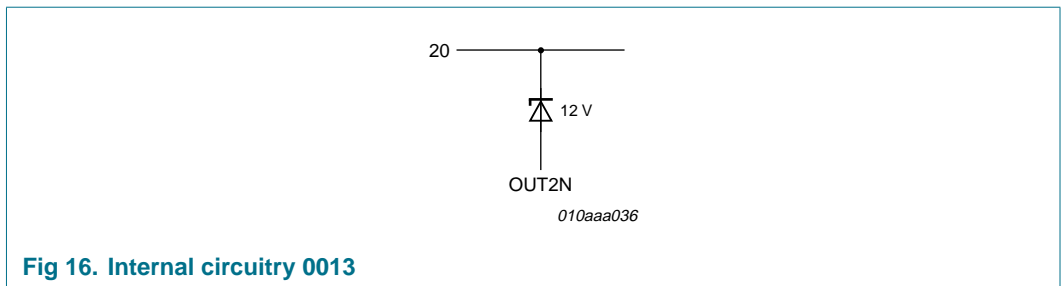 20
12 V
OUT2N
010aaa036
Fig 16. Internal circuitry 0013